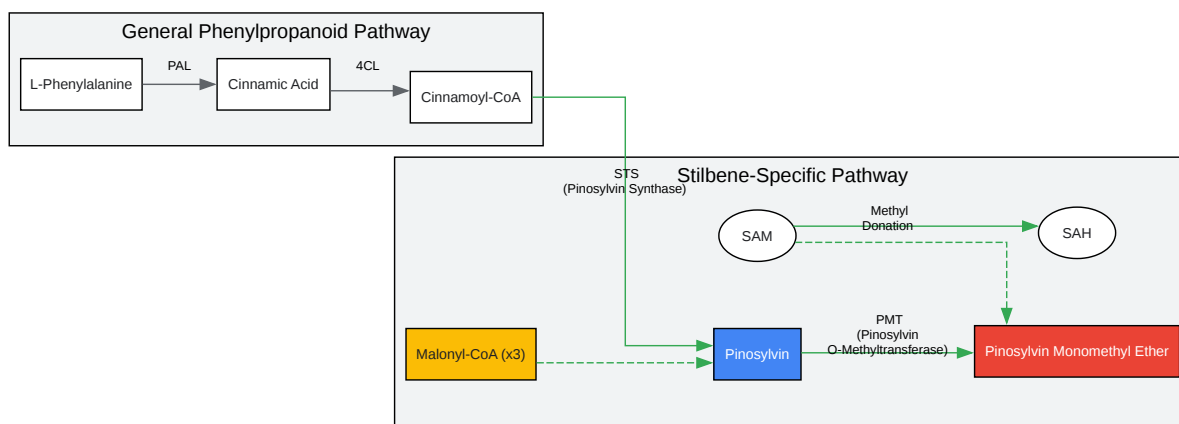 General Phenylpropanoid Pathway
L-Phenylalanine
PAL
Cinnamic Acid
4CL
Cinnamoyl-CoA
STS
(Pinosylvin Synthase)
Stilbene-Specific Pathway
SAM
Methyl
Donation
SAH
Malonyl-CoA (x3)
Pinosylvin
PMT
(Pinosylvin
O-Methyltransferase)
Pinosylvin Monomethyl Ether